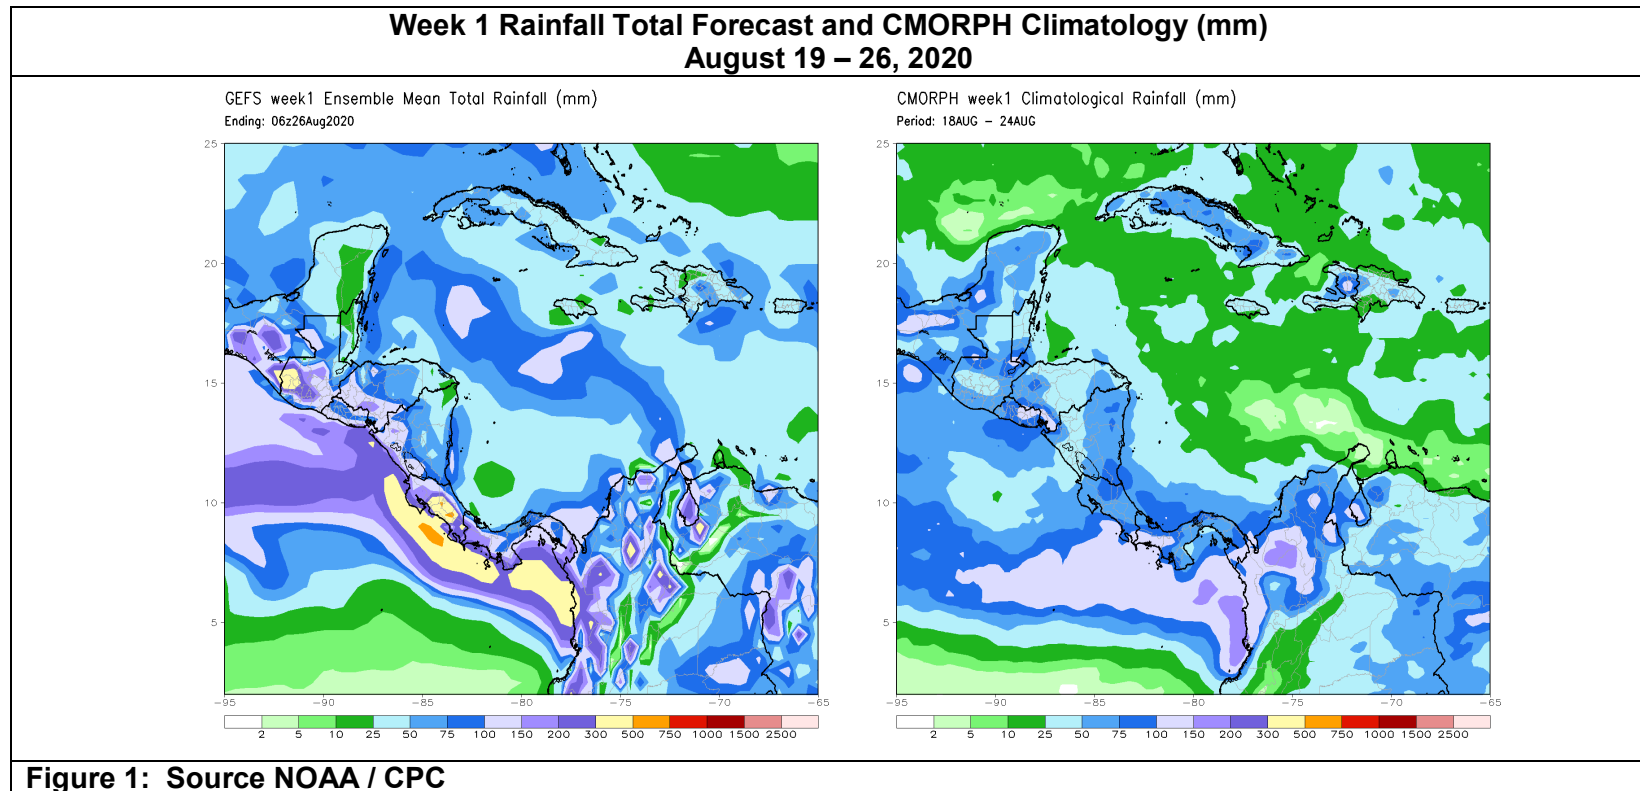 Week 1 Rainfall Total Forecast and CMORPH Climatology (mm)
August 19 – 26, 2020
GEFS week1 Ensemble Mean Total Rainfall (mm)
Ending: 06z26Aug2020
25
20
15
10
5
−95 −90 −85 −80 −75 −70 −65
2 5 10 25 50 75 100 150 200 300 500 750 1000 1500 2500
CMORPH week1 Climatological Rainfall (mm)
Period: 18AUG − 24AUG
25
20
15
10
5
−95 −90 −85 −80 −75 −70 −65
2 5 10 25 50 75 100 150 200 300 500 750 1000 1500 2500
Figure 1: Source NOAA / CPC